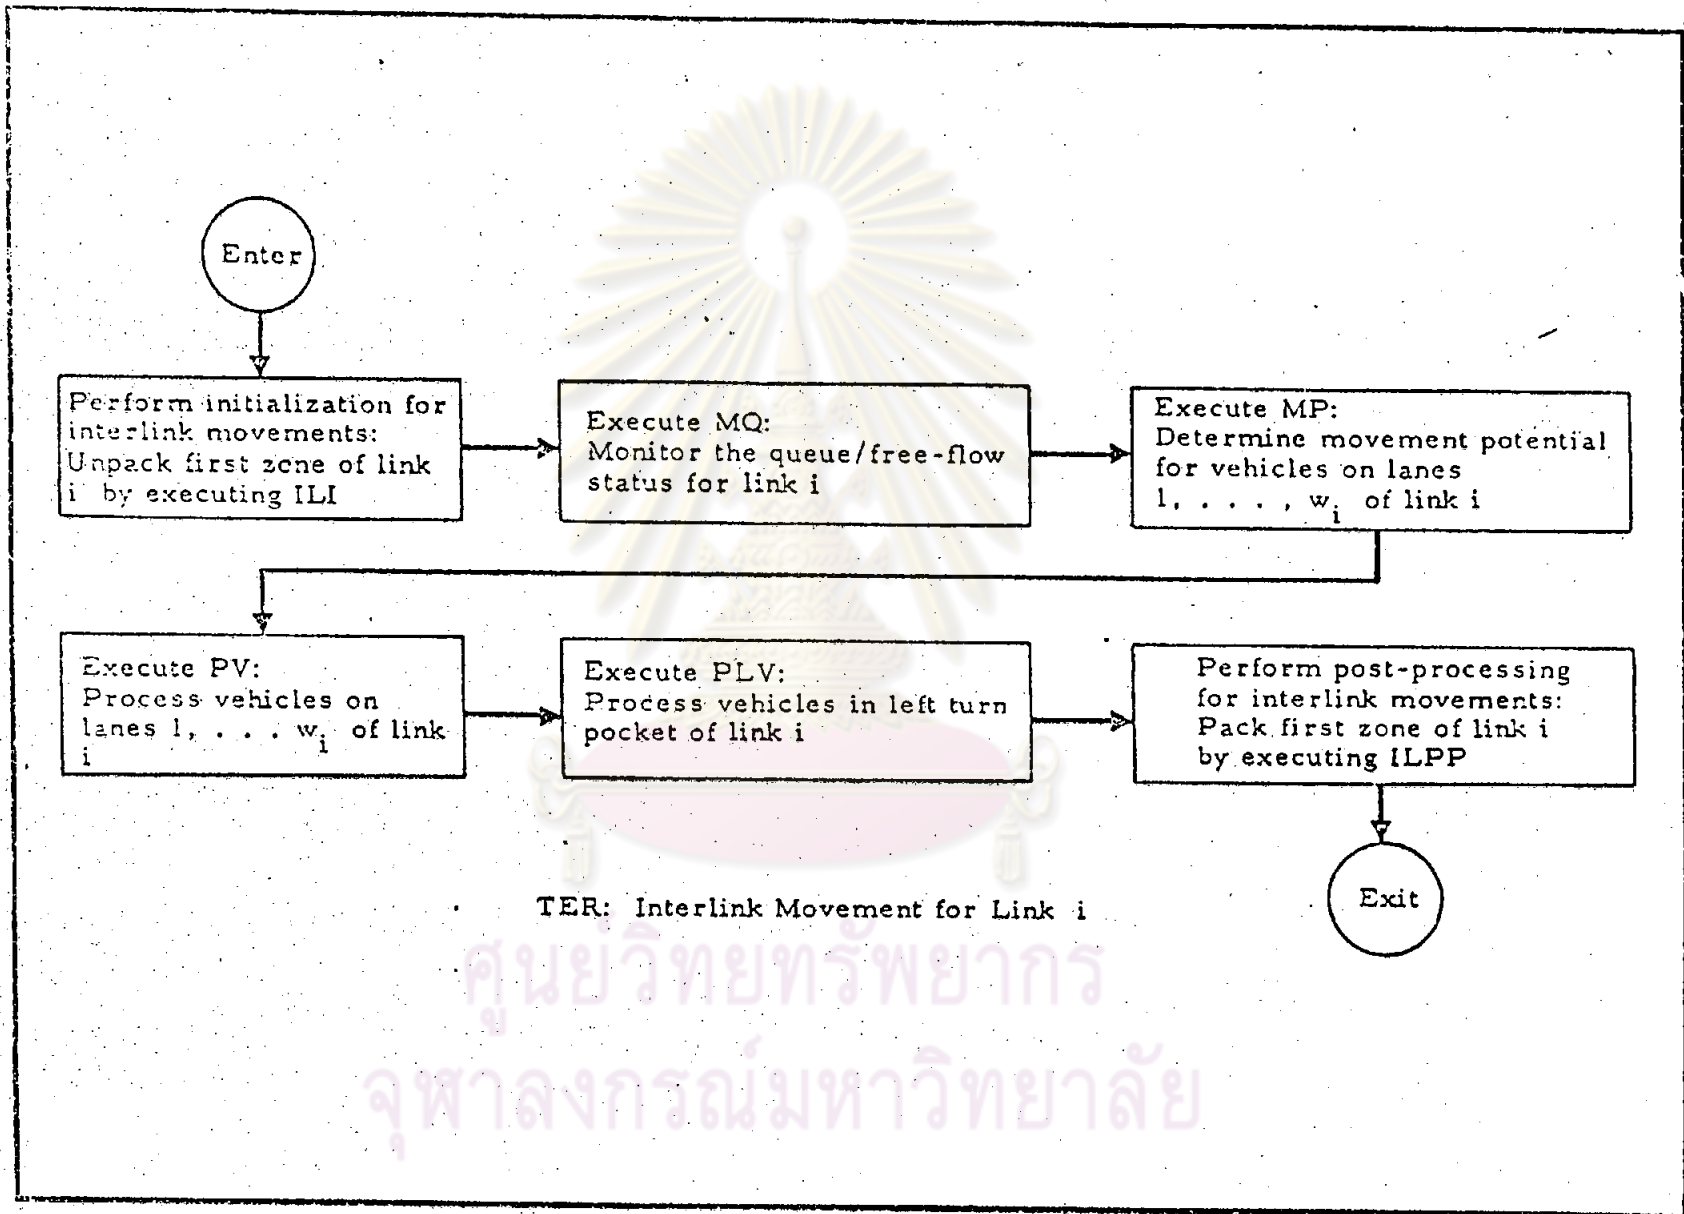 Enter
Perform initialization for
interlink movements:
Unpack first zone of link
i by executing ILI
Execute MQ:
Monitor the queue/free-flow
status for link i
Execute MP:
Determine movement potential
for vehicles on lanes
1, . . . . , wᵢ of link i
Execute PV:
Process vehicles on
lanes 1, . . . wᵢ of link
i
Execute PLV:
Process vehicles in left turn
pocket of link i
Perform post-processing
for interlink movements:
Pack first zone of link i
by executing ILPP
Exit
TER: Interlink Movement for Link i
ศูนย์วิทยทรัพยากร
จุฬาลงกรณ์มหาวิทยาลัย